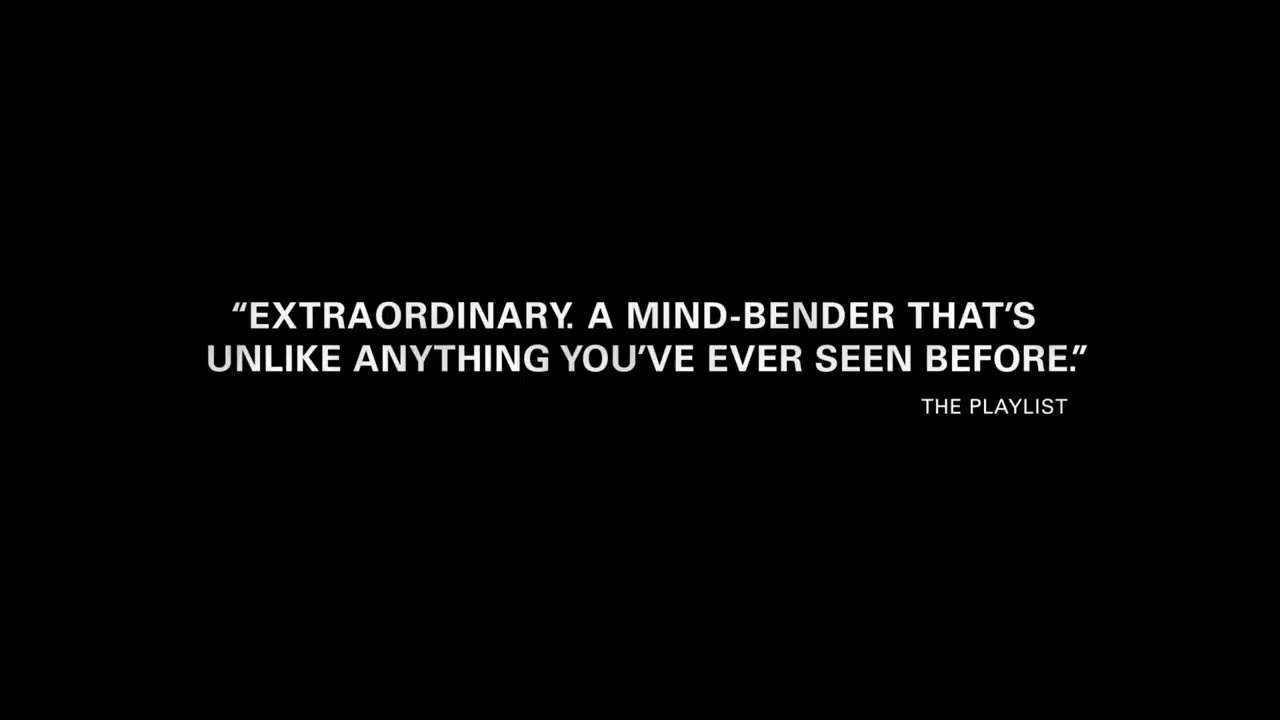 “EXTRAORDINARY. A MIND-BENDER THAT’S
UNLIKE ANYTHING YOU’VE EVER SEEN BEFORE.”
THE PLAYLIST